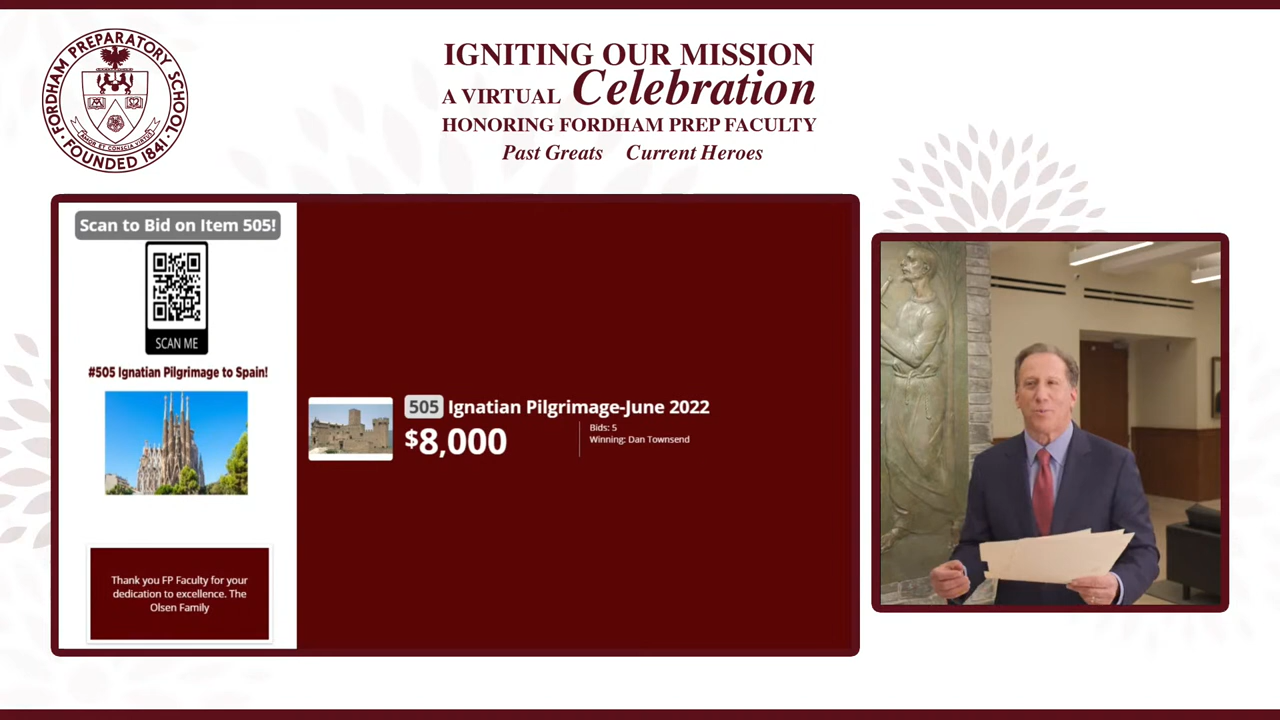 FORDHAM PREPARATORY SCHOOL
FOUNDED 1841
IGNITING OUR MISSION
A VIRTUAL Celebration
HONORING FORDHAM PREP FACULTY
Past Greats Current Heroes
Scan to Bid on Item 505!
SCAN ME
#505 Ignatian Pilgrimage to Spain!
505 Ignatian Pilgrimage-June 2022
$8,000
Bids: 5
Winning: Dan Townsend
Thank you FP Faculty for your
dedication to excellence. The
Olsen Family